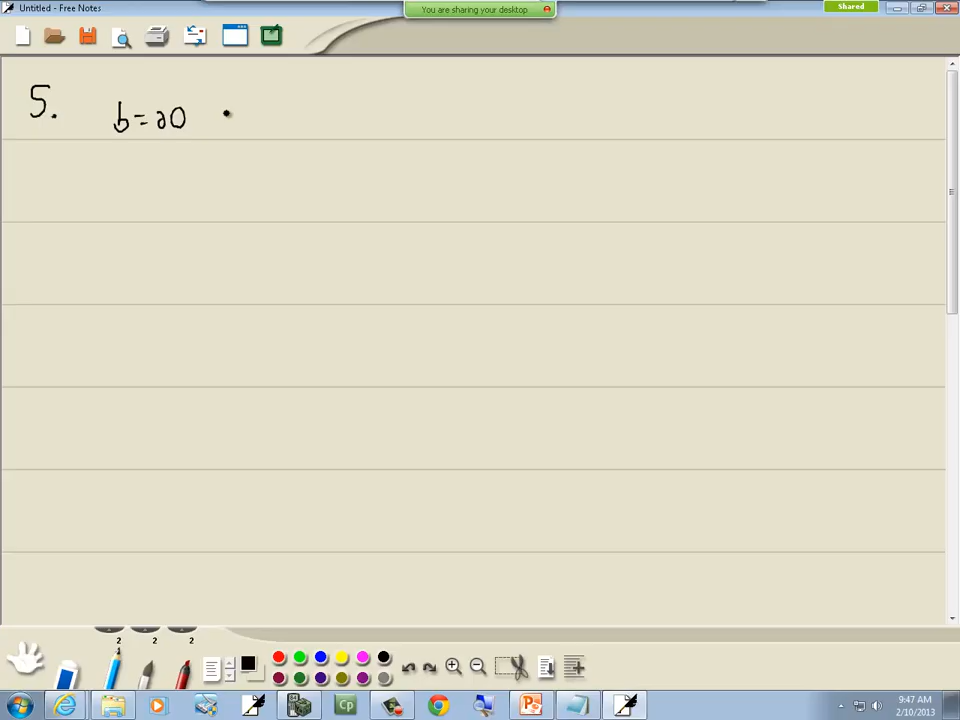 Untitled - Free Notes
You are sharing your desktop
Shared
5. b=20
2 2 2
Cp
9:47 AM
2/10/2013